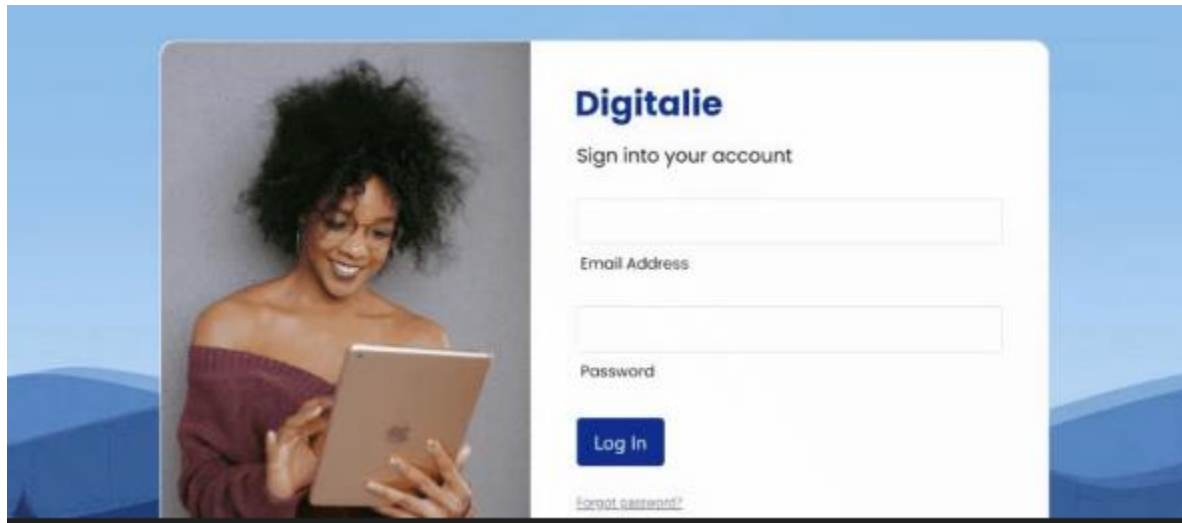 Digitalie
Sign into your account
Email Address
Password
Log In
Forgot password?